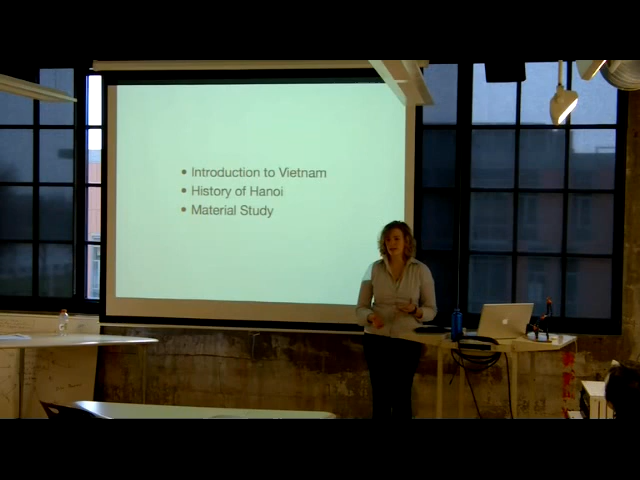 • Introduction to Vietnam
• History of Hanoi
• Material Study